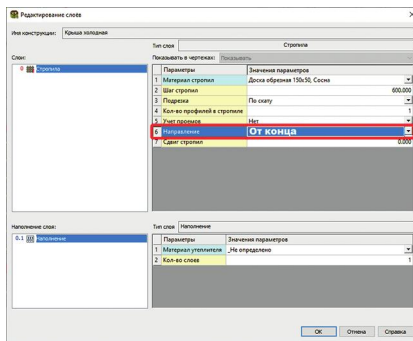 Редактирование слоев
Имя конструкции: Крыша холодная
Тип слоя Стропила
Слои: Показывать в чертежах: Показывать
0 Стропила
Параметры Значения параметров
1 Материал стропил Доска обрезная 150x50, Сосна
2 Шаг стропил 600.000
3 Подрезка По скату
4 Кол-во профилей в стропиле 1
5 Учет проемов Нет
6 Направление От конца
7 Сдвиг стропил 0.000
Наполнение слоя: Тип слоя Наполнение
0.1 Наполнение
Параметры Значения параметров
1 Материал утеплителя _Не определено
2 Кол-во слоев 1
OK Отмена Справка